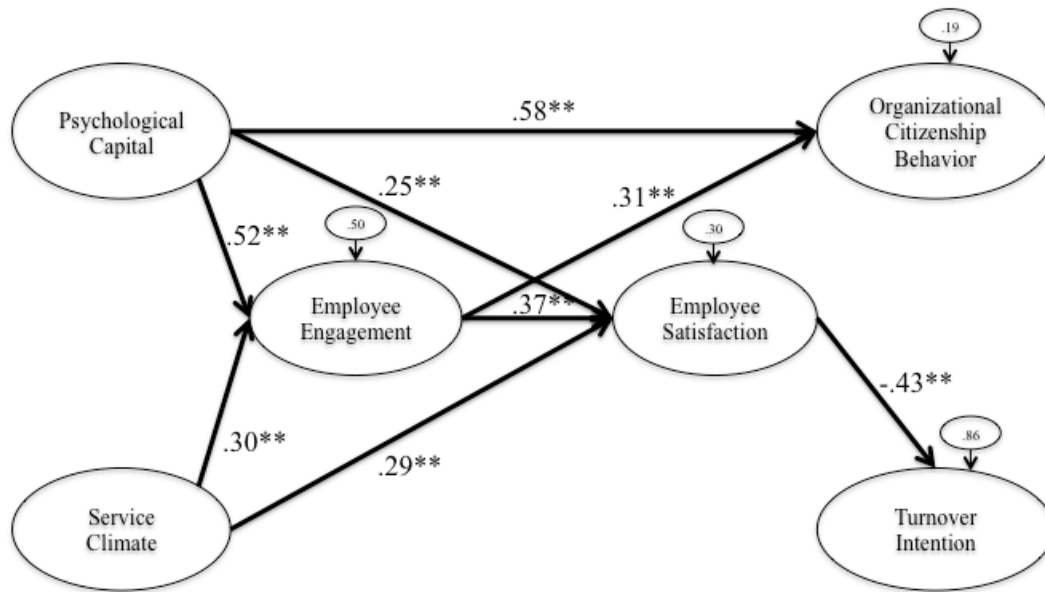 .19
Psychological
Capital
Organizational
Citizenship
Behavior
.58**
.25**
.31**
.52**
.50
.30
Employee
Engagement
.37**
Employee
Satisfaction
-.43**
.30**
.29**
.86
Service
Climate
Turnover
Intention